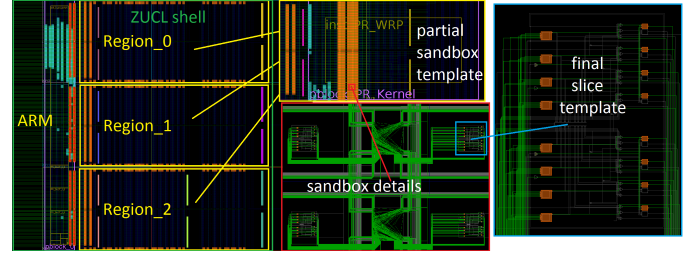 ZUCL shell
Region_0
ARM
Region_1
Region_2
partial
sandbox
template
sandbox details
final
slice
template